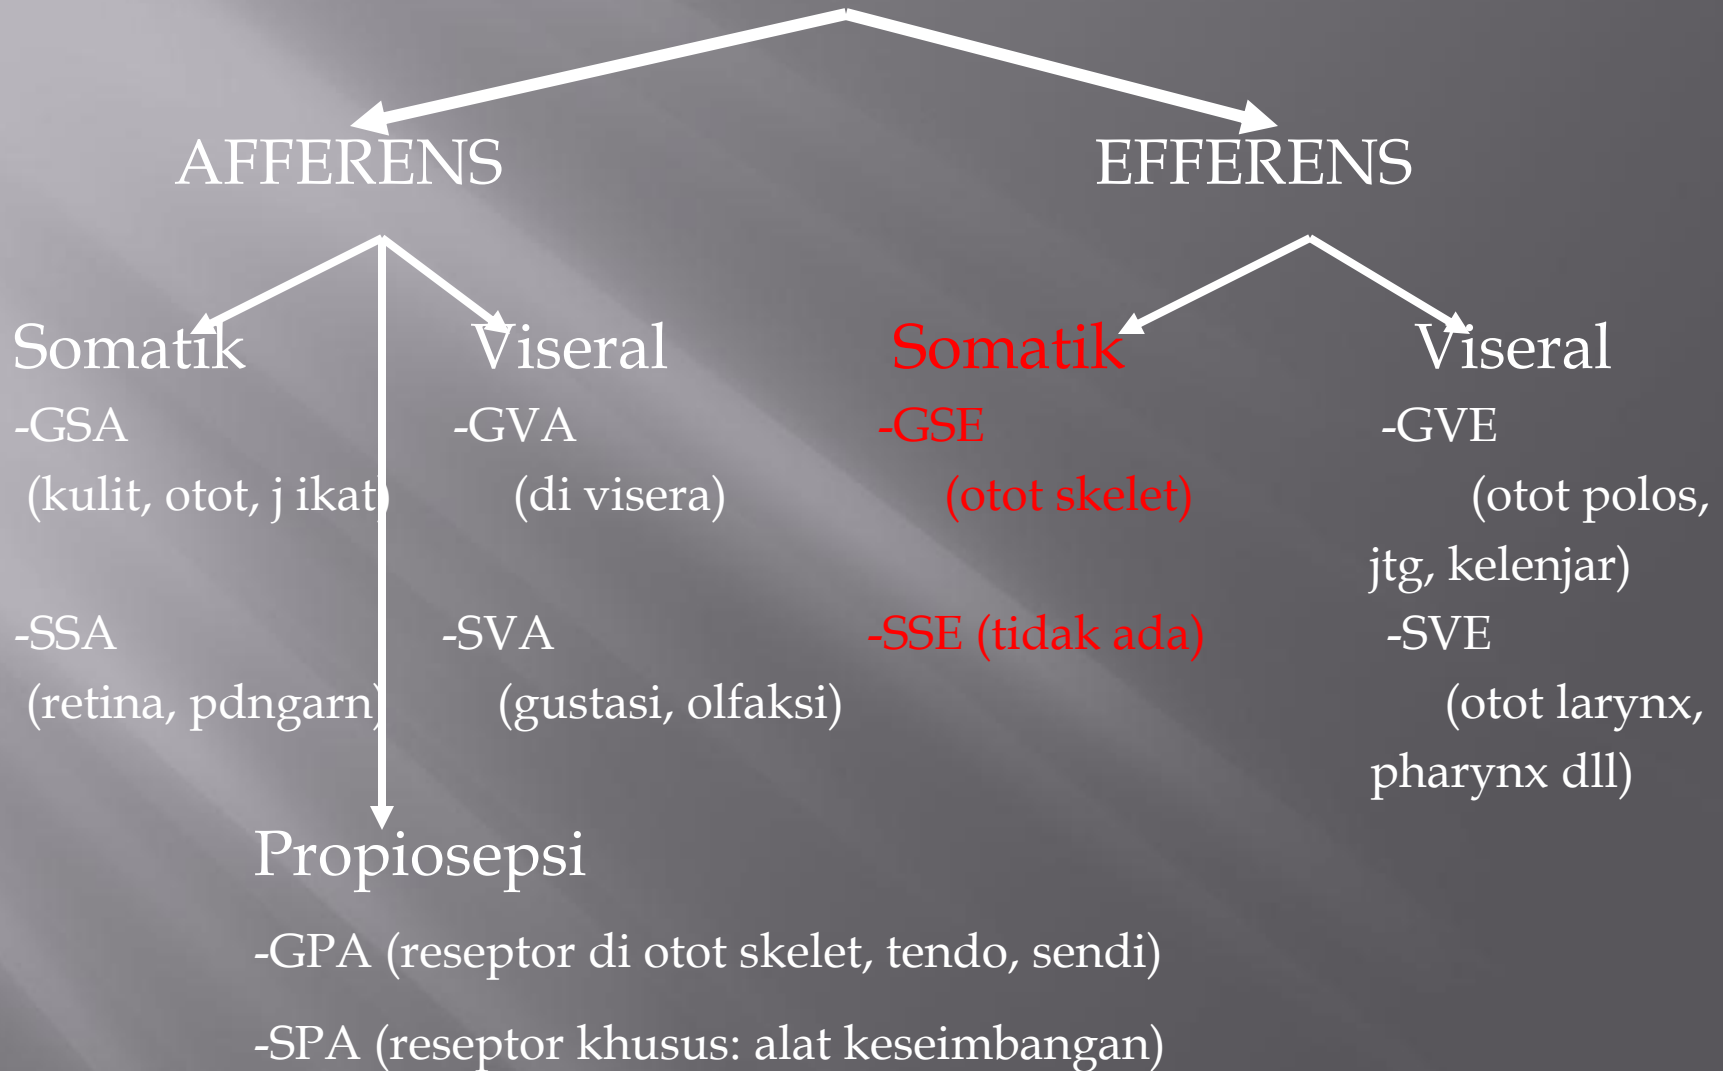 AFFERENS EFFERENS
Somatik Viseral Somatik Viseral
-GSA -GVA -GSE -GVE
(kulit, otot, j ikat) (di visera) (otot skelet) (otot polos,
jtg, kelenjar)
-SSA -SVA -SSE (tidak ada) -SVE
(retina, pdngarn) (gustasi, olfaksi) (otot larynx,
pharynx dll)
Propiosepsi
-GPA (reseptor di otot skelet, tendo, sendi)
-SPA (reseptor khusus: alat keseimbangan)